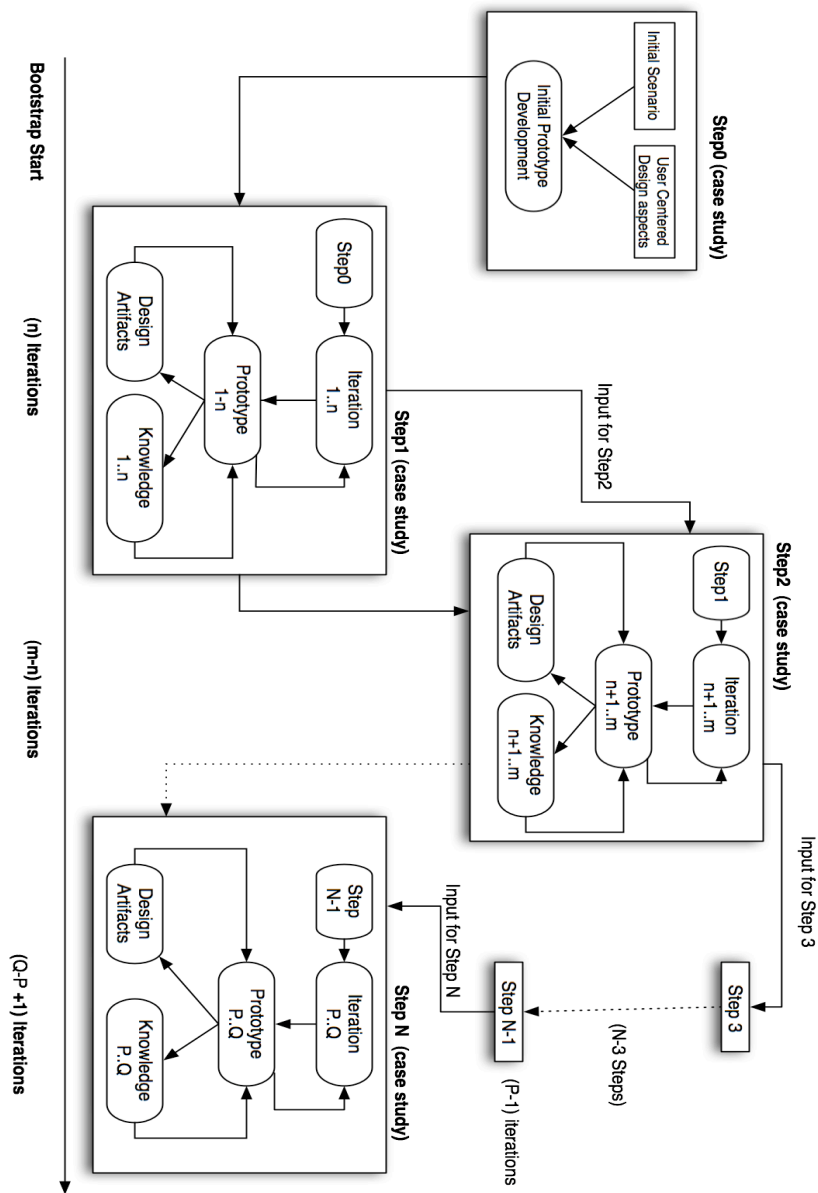 Step0 (case study)
Initial Scenario
User Centered
Design aspects
Initial Prototype
Development
Step1 (case study)
Step0
Iteration
1..n
Prototype
1-n
Design
Artifacts
Knowledge
1..n
Input for Step2
Step2 (case study)
Step1
Iteration
n+1..m
Prototype
n+1..m
Design
Artifacts
Knowledge
n+1..m
Input for Step 3
Step 3
(N-3 Steps)
Step N-1
(P-1) iterations
Input for Step N
Step N (case study)
Step
N-1
Iteration
P..Q
Prototype
P..Q
Design
Artifacts
Knowledge
P..Q
Bootstrap Start
(n) Iterations
(m-n) Iterations
(Q-P +1) Iterations